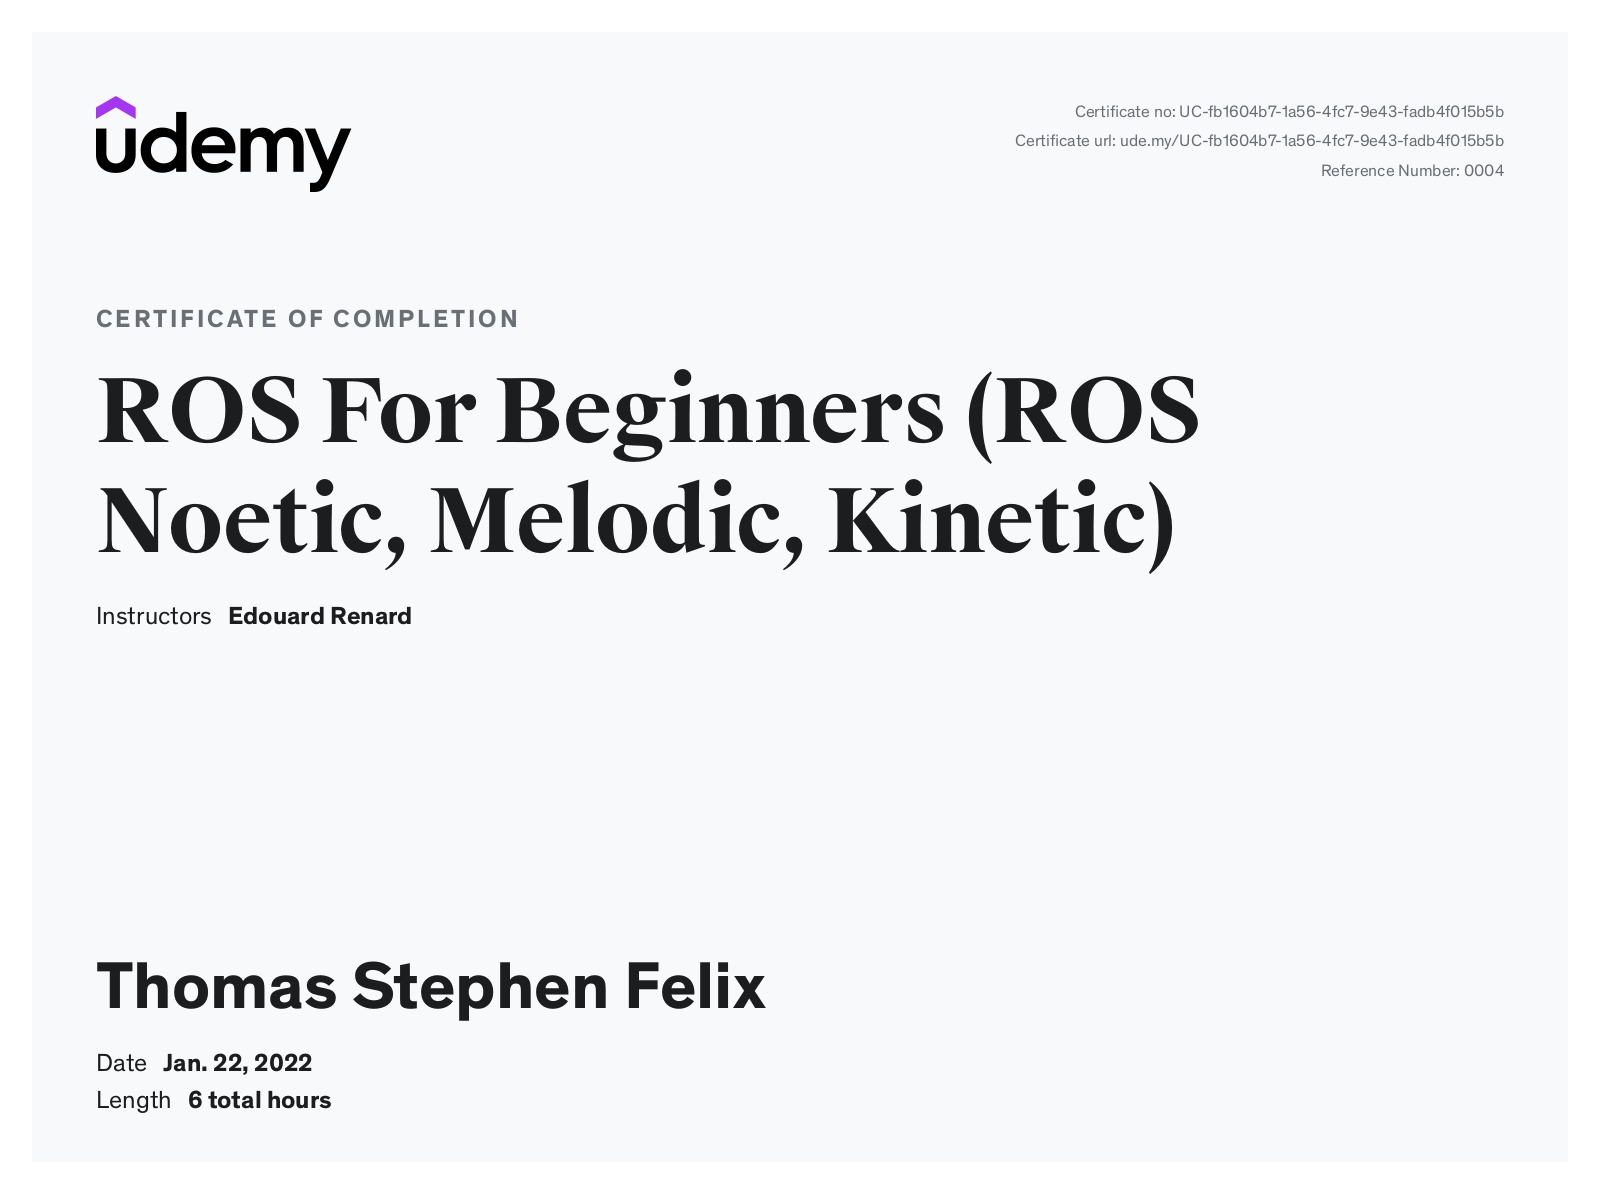 udemy
Certificate no: UC-fb1604b7-1a56-4fc7-9e43-fadb4f015b5b
Certificate url: ude.my/UC-fb1604b7-1a56-4fc7-9e43-fadb4f015b5b
Reference Number: 0004
CERTIFICATE OF COMPLETION
ROS For Beginners (ROS
Noetic, Melodic, Kinetic)
Instructors Edouard Renard
Thomas Stephen Felix
Date Jan. 22, 2022
Length 6 total hours